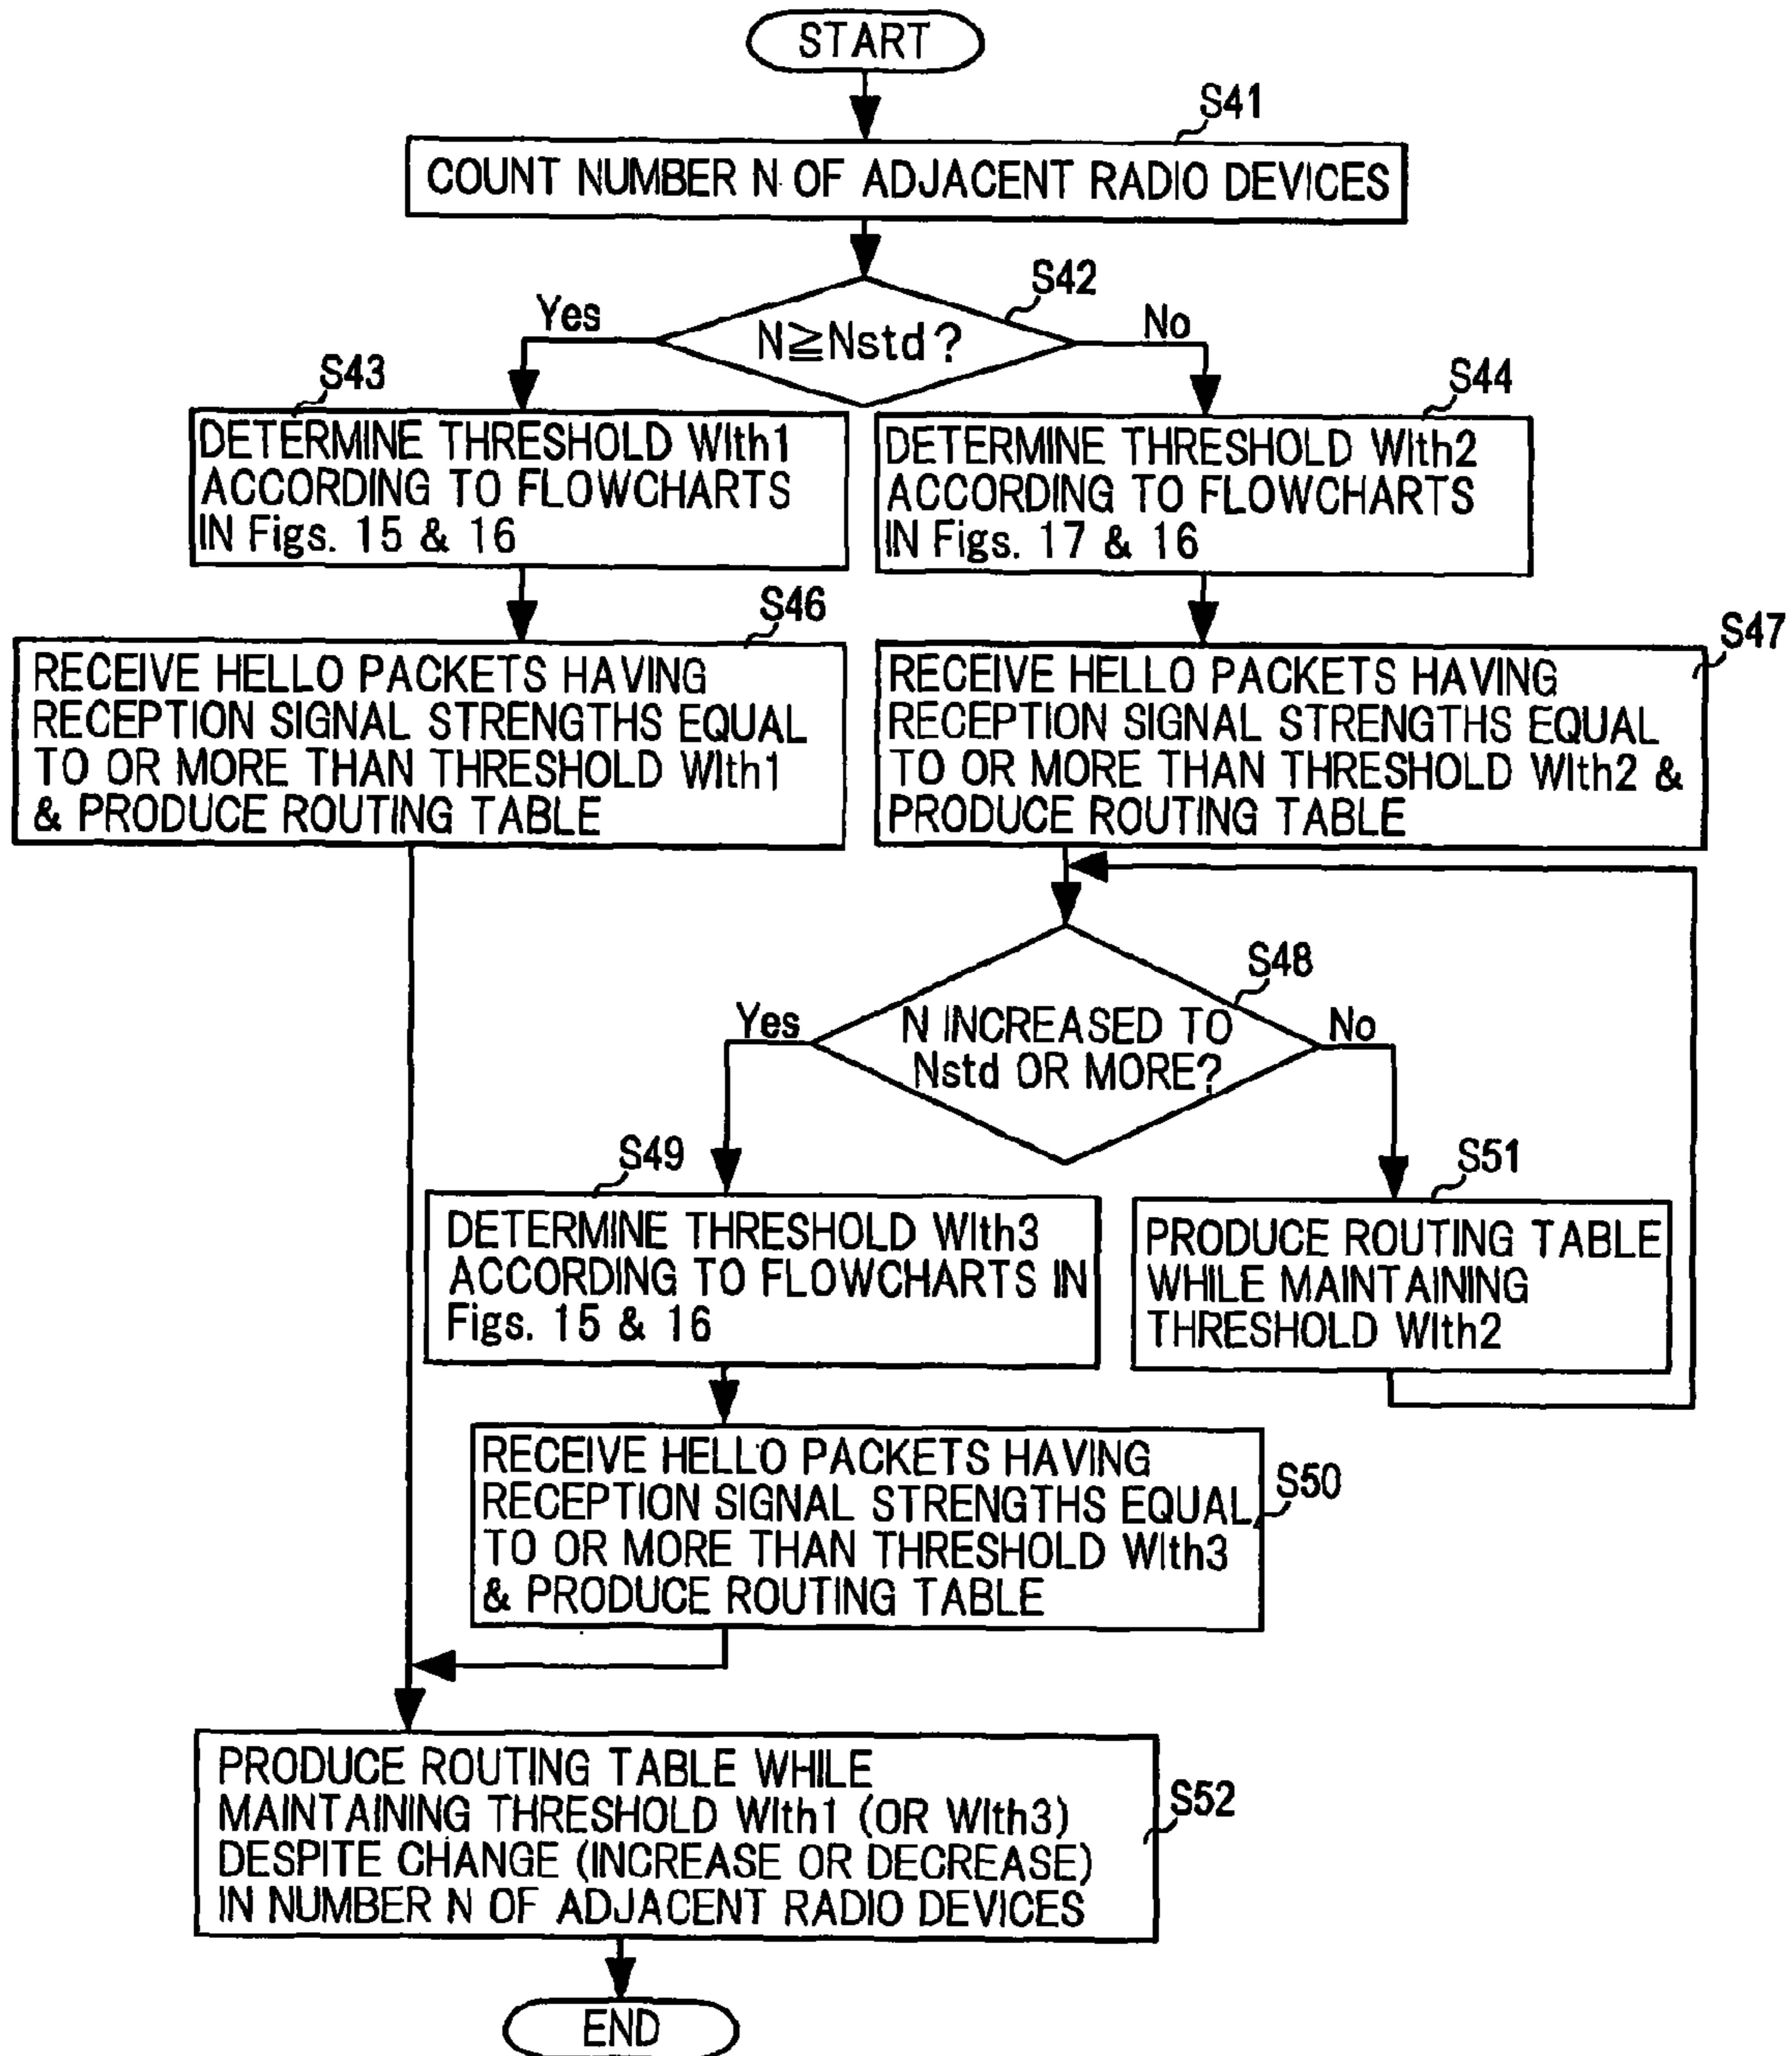 START
S41
COUNT NUMBER N OF ADJACENT RADIO DEVICES
S42
Yes
N≧Nstd?
No
S43
DETERMINE THRESHOLD WIth1
ACCORDING TO FLOWCHARTS
IN Figs. 15 & 16
S44
DETERMINE THRESHOLD WIth2
ACCORDING TO FLOWCHARTS
IN Figs. 17 & 16
S46
RECEIVE HELLO PACKETS HAVING
RECEPTION SIGNAL STRENGTHS EQUAL
TO OR MORE THAN THRESHOLD WIth1
& PRODUCE ROUTING TABLE
S47
RECEIVE HELLO PACKETS HAVING
RECEPTION SIGNAL STRENGTHS EQUAL
TO OR MORE THAN THRESHOLD WIth2 &
PRODUCE ROUTING TABLE
S48
Yes
N INCREASED TO
Nstd OR MORE?
No
S49
DETERMINE THRESHOLD WIth3
ACCORDING TO FLOWCHARTS IN
Figs. 15 & 16
S51
PRODUCE ROUTING TABLE
WHILE MAINTAINING
THRESHOLD WIth2
S50
RECEIVE HELLO PACKETS HAVING
RECEPTION SIGNAL STRENGTHS EQUAL
TO OR MORE THAN THRESHOLD WIth3
& PRODUCE ROUTING TABLE
S52
PRODUCE ROUTING TABLE WHILE
MAINTAINING THRESHOLD WIth1 (OR WIth3)
DESPITE CHANGE (INCREASE OR DECREASE)
IN NUMBER N OF ADJACENT RADIO DEVICES
END